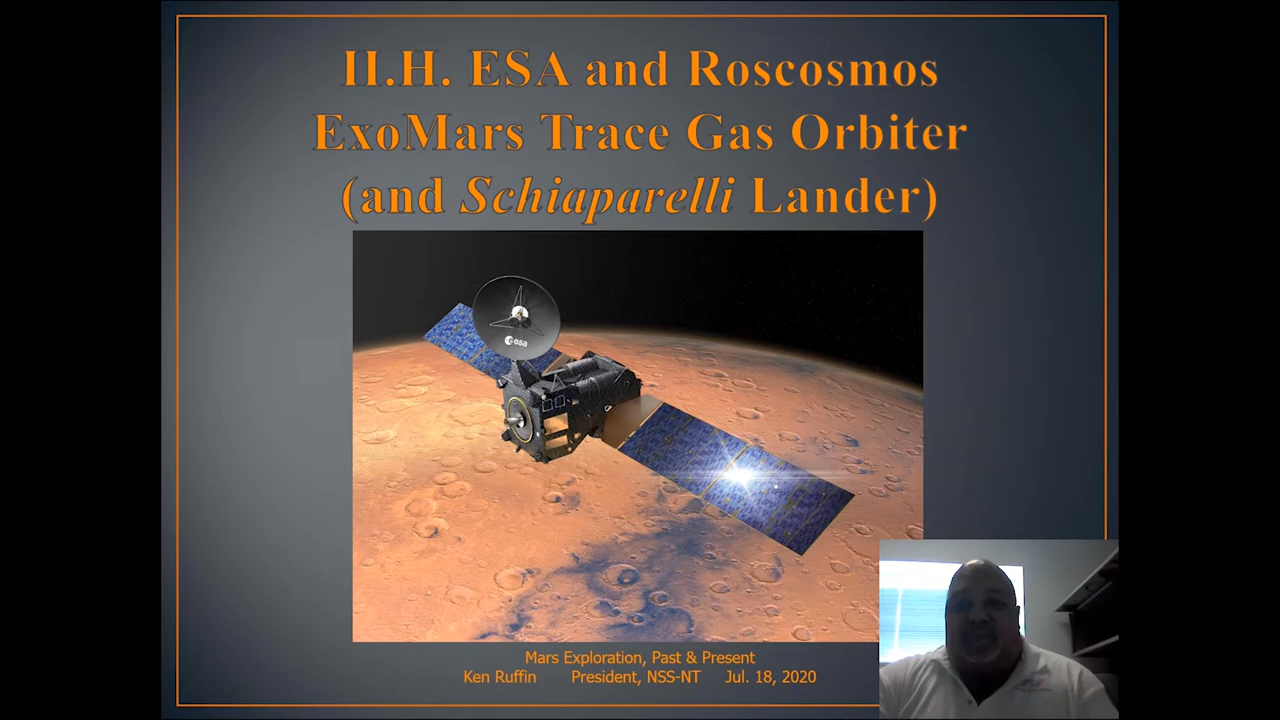 II.H. ESA and Roscosmos
ExoMars Trace Gas Orbiter
(and Schiaparelli Lander)
esa
Mars Exploration, Past & Present
Ken Ruffin President, NSS-NT Jul. 18, 2020